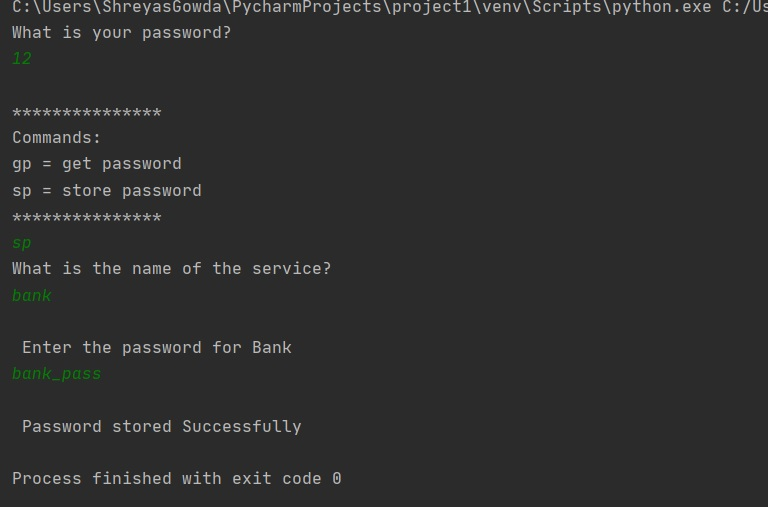 C:\Users\ShreyasGowda\PycharmProjects\project1\venv\Scripts\python.exe C:/Us
What is your password?
12
***************
Commands:
gp = get password
sp = store password
***************
sp
What is the name of the service?
bank
Enter the password for Bank
bank_pass
Password stored Successfully
Process finished with exit code 0